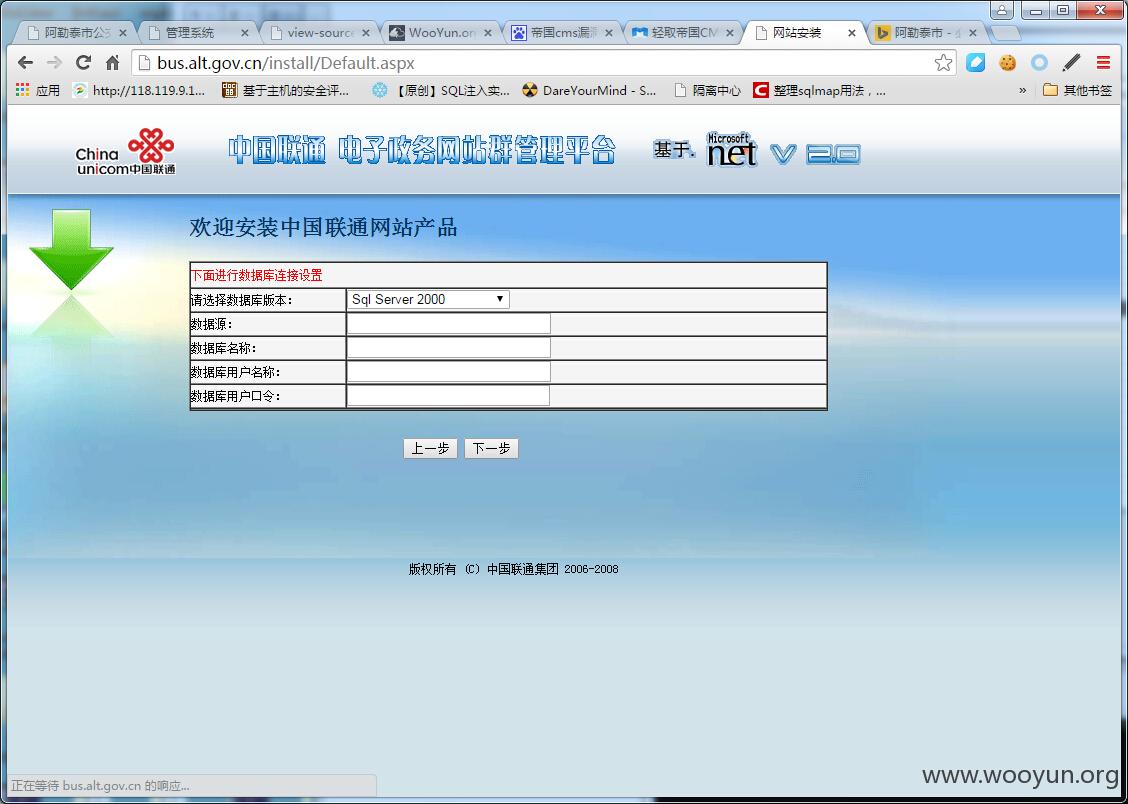 阿勒泰市公
管理系统
view-source
WooYun.or
帝国cms漏
轻取帝国CM
网站安装
阿勒泰市 -
bus.alt.gov.cn/install/Default.aspx
应用
http://118.119.9.1...
基于主机的安全评...
【原创】SQL注入实...
DareYourMind - S...
隔离中心
整理sqlmap用法，...
»
其他书签
China unicom中国联通
中国联通 电子政务网站群管理平台
基于. Microsoft net V 2.0
欢迎安装中国联通网站产品
下面进行数据库连接设置
请选择数据库版本: Sql Server 2000
数据源:
数据库名称:
数据库用户名称:
数据库用户口令:
上一步 下一步
版权所有 (C) 中国联通集团 2006-2008
正在等待 bus.alt.gov.cn 的响应...
www.wooyun.org